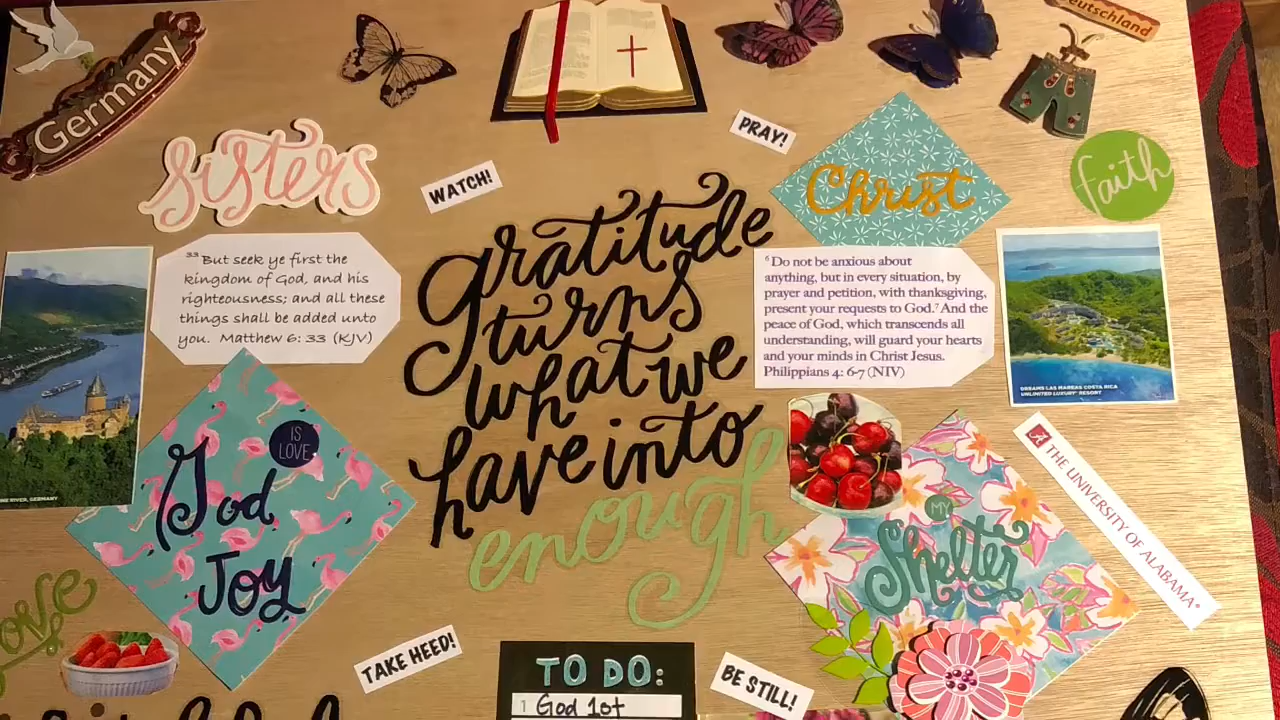 Germany
eutschland
sisters
WATCH!
PRAY!
Christ
faith
gratitude
turns
what we
have into
enough
³³ But seek ye first the
kingdom of God, and his
righteousness; and all these
things shall be added unto
you. Matthew 6: 33 (KJV)
⁶ Do not be anxious about
anything, but in every situation, by
prayer and petition, with thanksgiving,
present your requests to God.⁷ And the
peace of God, which transcends all
understanding, will guard your hearts
and your minds in Christ Jesus.
Philippians 4: 6-7 (NIV)
DREAMS LAS MAREAS COSTA RICA
UNLIMITED LUXURY® RESORT
RIVER, GERMANY
IS
LOVE
God
Joy
A THE UNIVERSITY OF ALABAMA®
MY
Shelter
TAKE HEED!
TO DO:
1 God 1st
BE STILL!